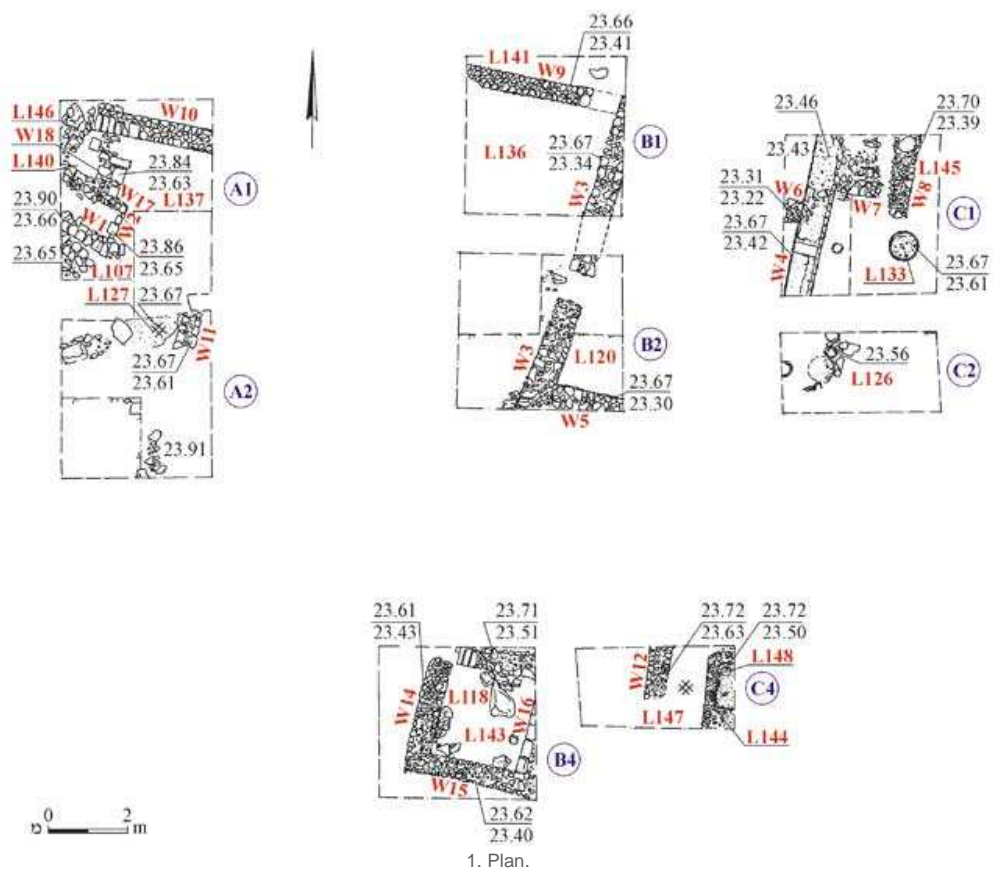 23.66
23.41
L141
W9
L136
23.67
23.34
W3
B1
L146
W18
L140
W10
23.84
23.63
L137
W17
W2
23.90
23.66
W1
23.65
23.86
23.65
L107
A1
L127
23.67
W11
23.67
23.61
A2
23.91
W3
L120
B2
23.67
23.30
W5
23.46
23.43
23.70
23.39
L145
23.31
23.22
W6
W7
W8
C1
23.67
23.42
W4
L133
23.67
23.61
23.56
L126
C2
23.61
23.43
23.71
23.51
W14
L118
W16
L143
B4
W15
23.62
23.40
23.72
23.63
23.72
23.50
W12
L148
C4
L147
L144
0 2
מ m
1. Plan.